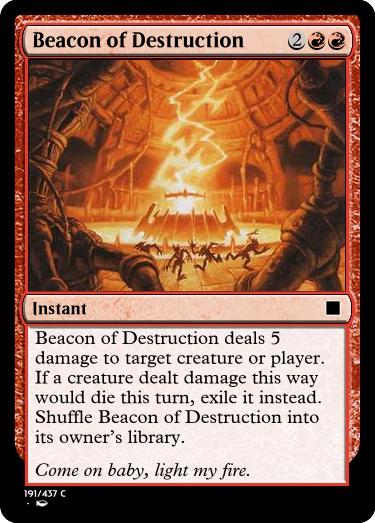 Beacon of Destruction 2
Instant
Beacon of Destruction deals 5
damage to target creature or player.
If a creature dealt damage this way
would die this turn, exile it instead.
Shuffle Beacon of Destruction into
its owner's library.
Come on baby, light my fire.
191/437 C